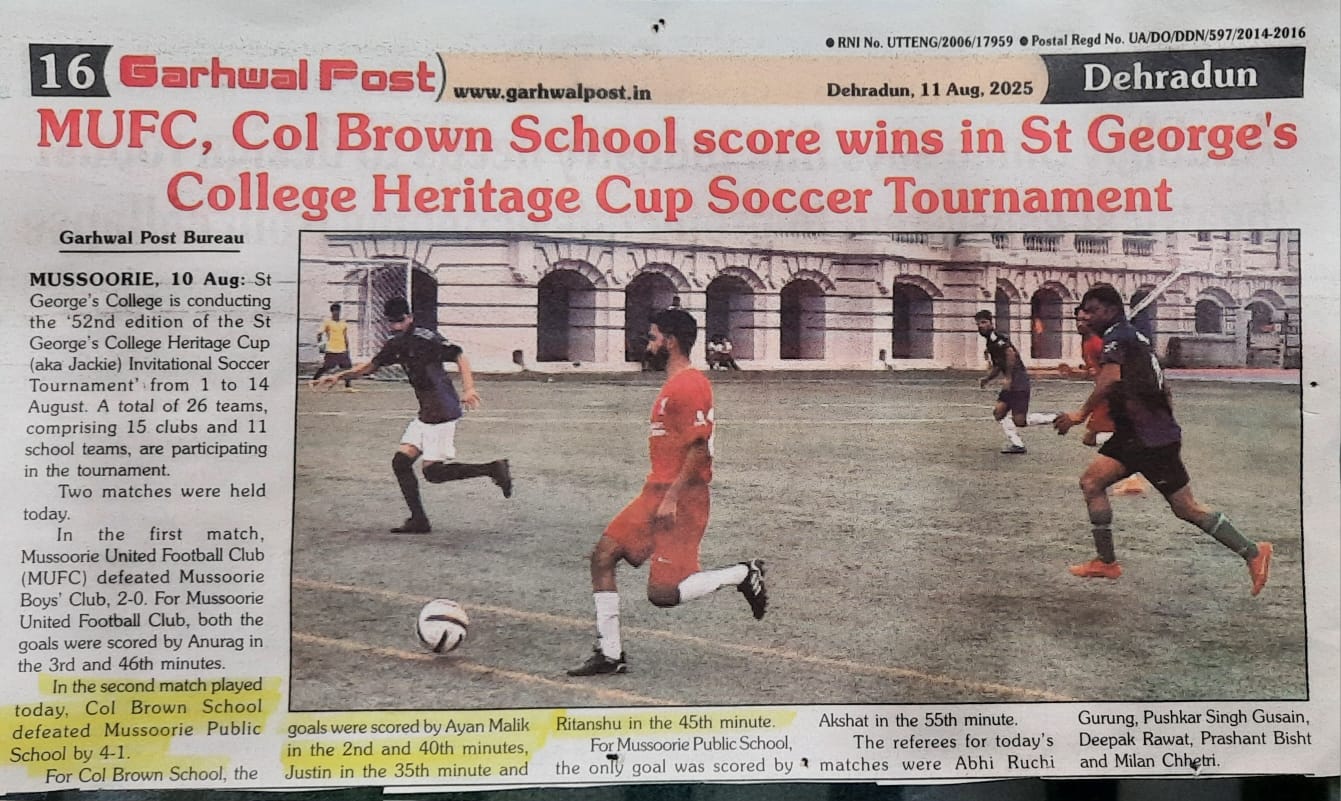 ● RNI No. UTTENG/2006/17959 ● Postal Regd No. UA/DO/DDN/597/2014-2016
16 Garhwal Post www.garhwalpost.in Dehradun, 11 Aug, 2025 Dehradun
MUFC, Col Brown School score wins in St George's
College Heritage Cup Soccer Tournament
Garhwal Post Bureau
MUSSOORIE, 10 Aug: St
George's College is conducting
the '52nd edition of the St
George's College Heritage Cup
(aka Jackie) Invitational Soccer
Tournament' from 1 to 14
August. A total of 26 teams,
comprising 15 clubs and 11
school teams, are participating
in the tournament.
Two matches were held
today.
In the first match,
Mussoorie United Football Club
(MUFC) defeated Mussoorie
Boys' Club, 2-0. For Mussoorie
United Football Club, both the
goals were scored by Anurag in
the 3rd and 46th minutes.
In the second match played
today, Col Brown School
defeated Mussoorie Public
School by 4-1.
For Col Brown School, the
goals were scored by Ayan Malik
in the 2nd and 40th minutes,
Justin in the 35th minute and
Ritanshu in the 45th minute.
For Mussoorie Public School,
the only goal was scored by
Akshat in the 55th minute.
The referees for today's
matches were Abhi Ruchi
Gurung, Pushkar Singh Gusain,
Deepak Rawat, Prashant Bisht
and Milan Chhetri.